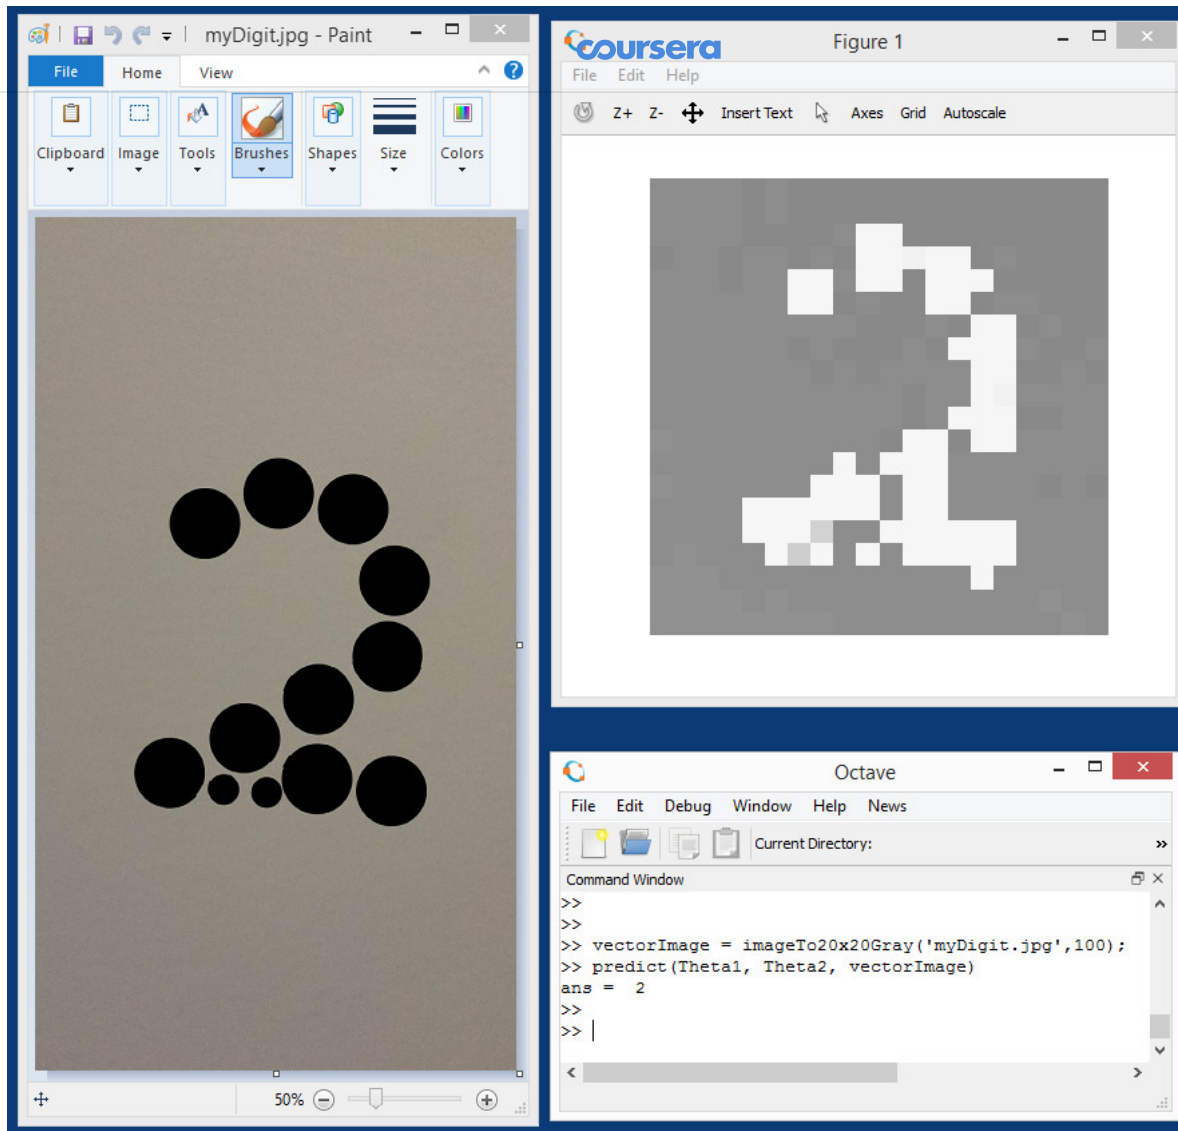 myDigit.jpg - Paint
File Home View
Clipboard Image Tools Brushes Shapes Size Colors
50%
coursera
Figure 1
File Edit Help
Z+ Z- Insert Text Axes Grid Autoscale
Octave
File Edit Debug Window Help News
Current Directory:
»
Command Window
>>
>>
>> vectorImage = imageTo20x20Gray('myDigit.jpg',100);
>> predict(Theta1, Theta2, vectorImage)
ans =  2
>>
>>